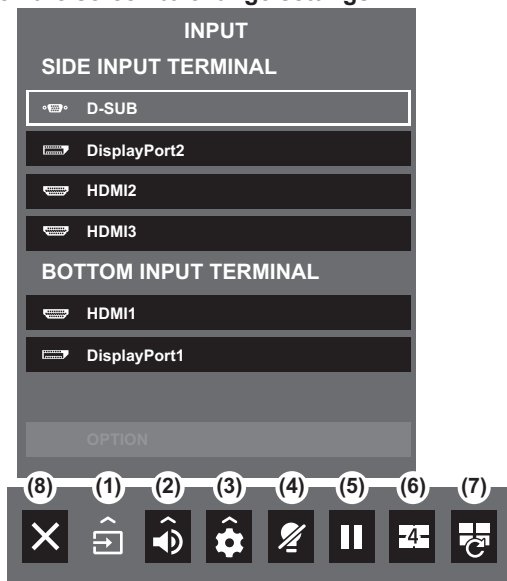 INPUT
SIDE INPUT TERMINAL
D-SUB
DisplayPort2
HDMI2
HDMI3
BOTTOM INPUT TERMINAL
HDMI1
DisplayPort1
OPTION
(8) (1) (2) (3) (4) (5) (6) (7)
-4-